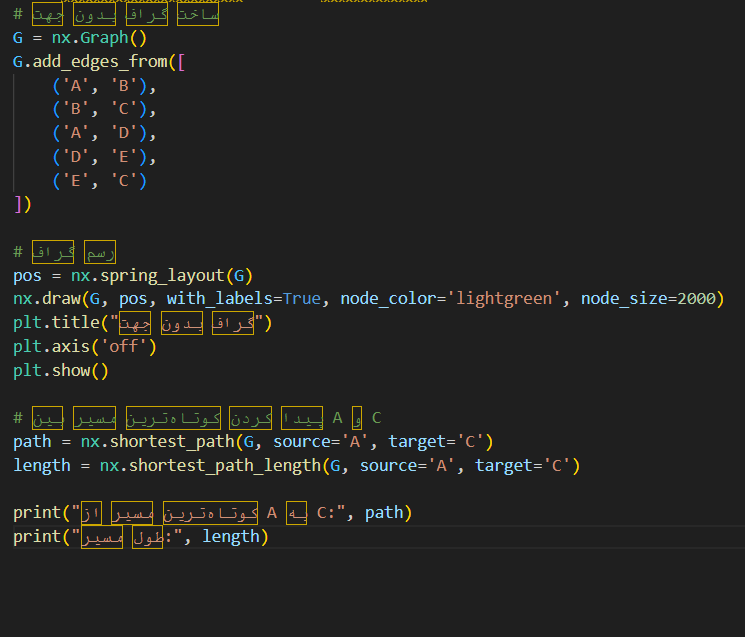 # ساخت گراف بدون جهت
G = nx.Graph()
G.add_edges_from([
    ('A', 'B'),
    ('B', 'C'),
    ('A', 'D'),
    ('D', 'E'),
    ('E', 'C')
])
# رسم گراف
pos = nx.spring_layout(G)
nx.draw(G, pos, with_labels=True, node_color='lightgreen', node_size=2000)
plt.title("گراف بدون جهت")
plt.axis('off')
plt.show()
# پیدا کردن کوتاه‌ترین مسیر بین A و C
path = nx.shortest_path(G, source='A', target='C')
length = nx.shortest_path_length(G, source='A', target='C')
print("کوتاه‌ترین مسیر از A به C:", path)
print("طول مسیر:", length)